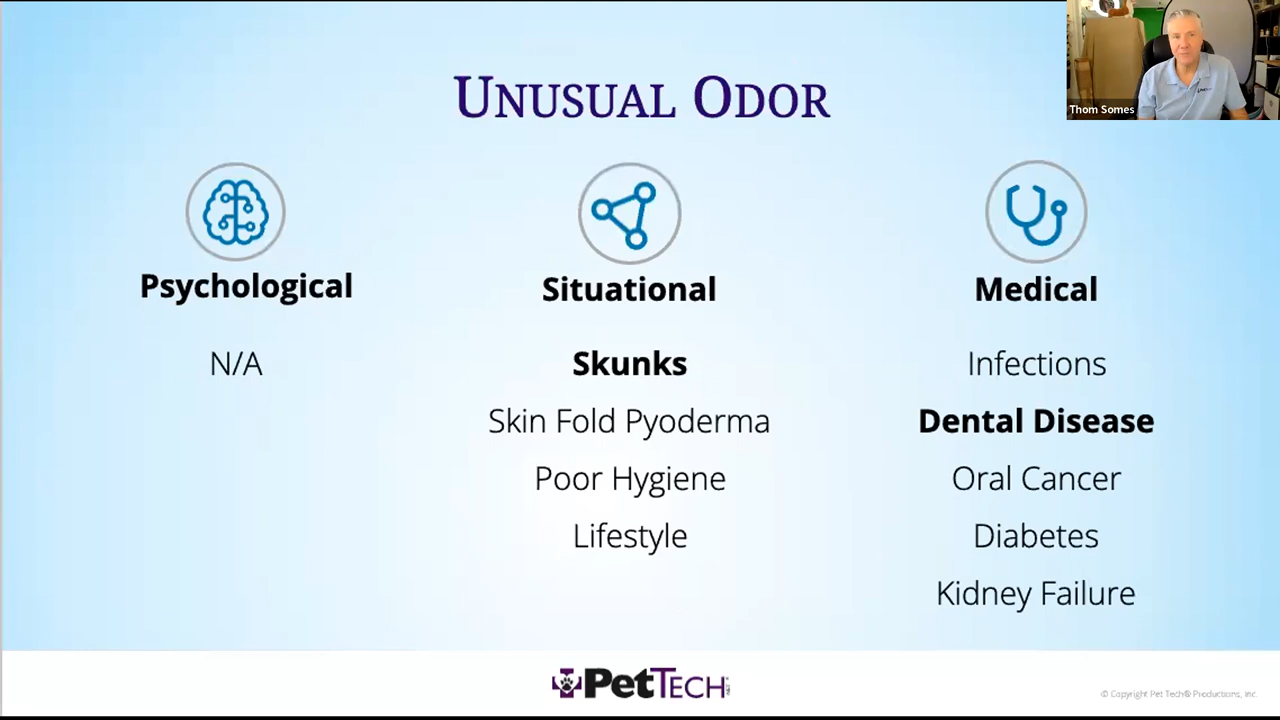 Unusual Odor
Thom Somes
Psychological
Situational
Medical
N/A
Skunks
Infections
Skin Fold Pyoderma
Dental Disease
Poor Hygiene
Oral Cancer
Lifestyle
Diabetes
Kidney Failure
PetTech
© Copyright Pet Tech® Productions, Inc.